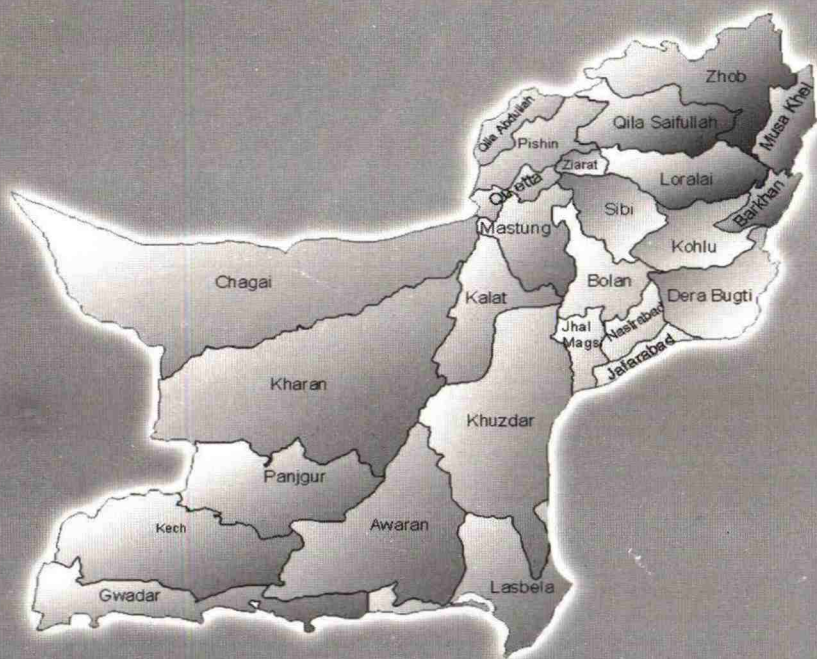 Zhob
Musa Khel
Qila Abdullah
Qila Saifullah
Pishin
Ziarat
Loralai
Quetta
Barkhan
Sibi
Mastung
Kohlu
Chagai
Bolan
Kalat
Dera Bugti
Jhal
Mags
Nasirabad
Jafarabad
Kharan
Khuzdar
Panjgur
Kech
Awaran
Lasbela
Gwadar